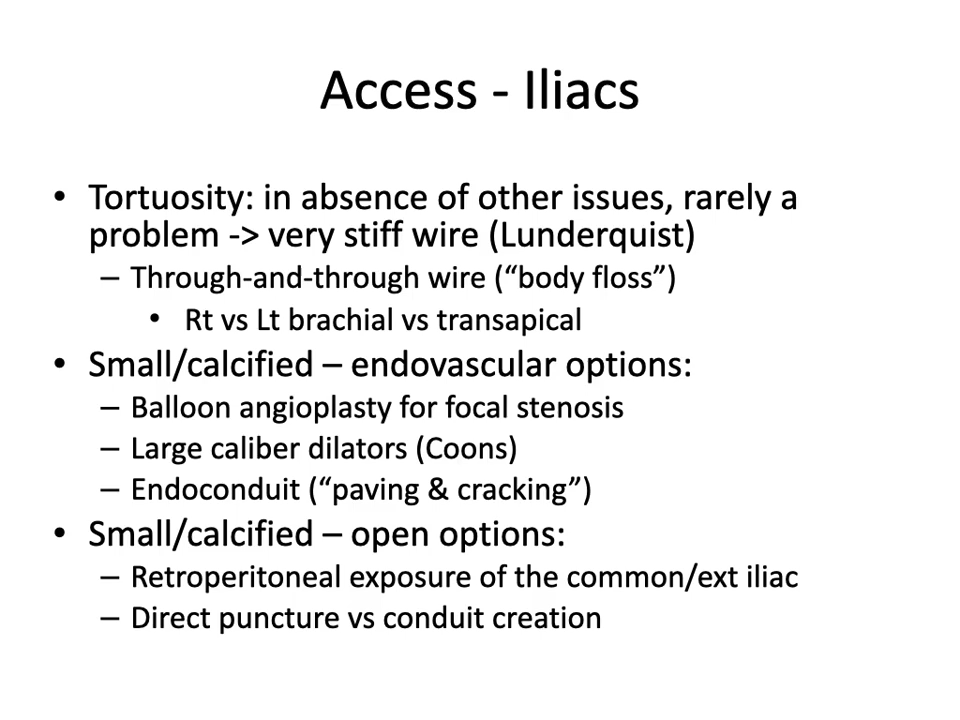 Access - Iliacs
• Tortuosity: in absence of other issues, rarely a
problem -> very stiff wire (Lunderquist)
– Through-and-through wire (“body floss”)
• Rt vs Lt brachial vs transapical
• Small/calcified – endovascular options:
– Balloon angioplasty for focal stenosis
– Large caliber dilators (Coons)
– Endoconduit (“paving & cracking”)
• Small/calcified – open options:
– Retroperitoneal exposure of the common/ext iliac
– Direct puncture vs conduit creation